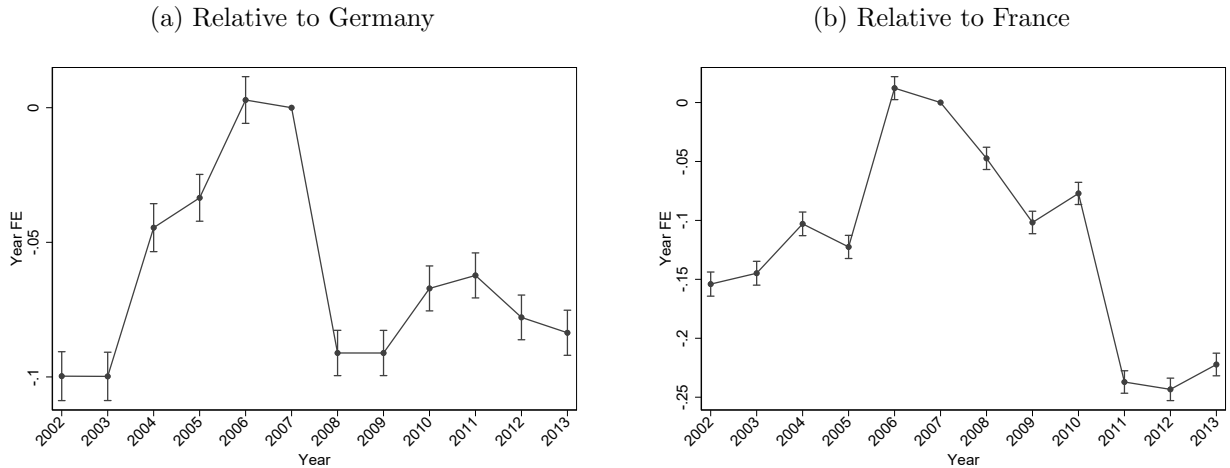 (a) Relative to Germany
Year FE
0
-.05
-.1
2002 2003 2004 2005 2006 2007 2008 2009 2010 2011 2012 2013
Year
(b) Relative to France
Year FE
0
-.05
-.1
-.15
-.2
-.25
2002 2003 2004 2005 2006 2007 2008 2009 2010 2011 2012 2013
Year